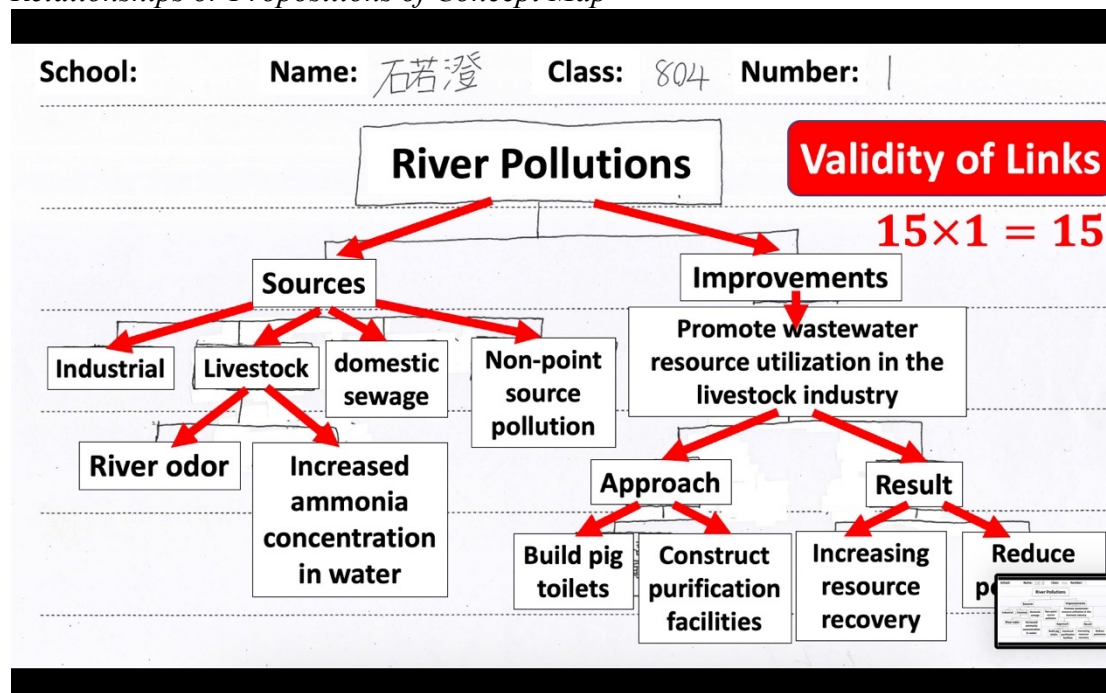 Relationships or Propositions of Concept Map
School: Name: 石若澄 Class: 804 Number: 1
River Pollutions
Validity of Links
15×1 = 15
Sources
Improvements
Industrial
Livestock
domestic
sewage
Non-point
source
pollution
Promote wastewater
resource utilization in the
livestock industry
River odor
Increased
ammonia
concentration
in water
Approach
Result
Build pig
toilets
Construct
purification
facilities
Increasing
resource
recovery
Reduce